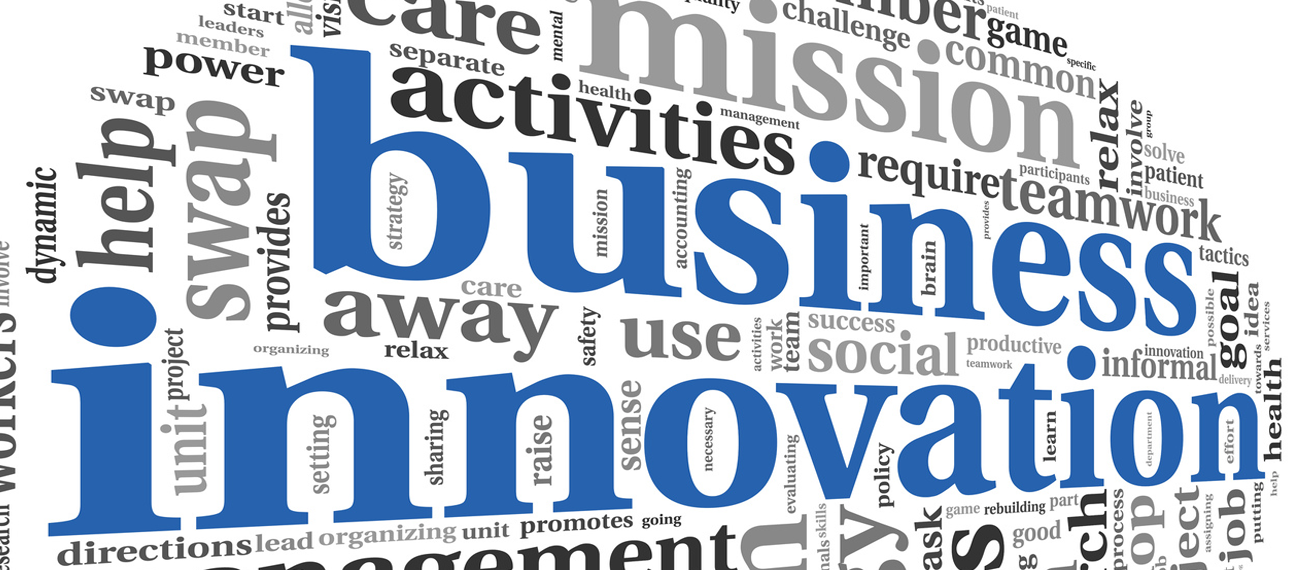 patient
start
care
challenge
game
leaders
mental
mission
common
specific
member
separate
power
activities
health
management
relax
involve
group
swap
solve
help
swap
require
participants
patient
teamwork
business
dynamic
provides
strategy
business
mission
accounting
important
brain
provides
tactics
care
away
safety
use
activities
work
team
success
social
productive
teamwork
possible
goal
idea
services
involve
organizing
relax
project
innovation
informal
delivery
towards
health
workers
innovation
unit
setting
sharing
raise
sense
necessary
evaluating
policy
learn
department
effort
help
directions
lead
organizing
unit
promotes
going
skills
game
rebuilding
part
good
process
assigning
job
putting